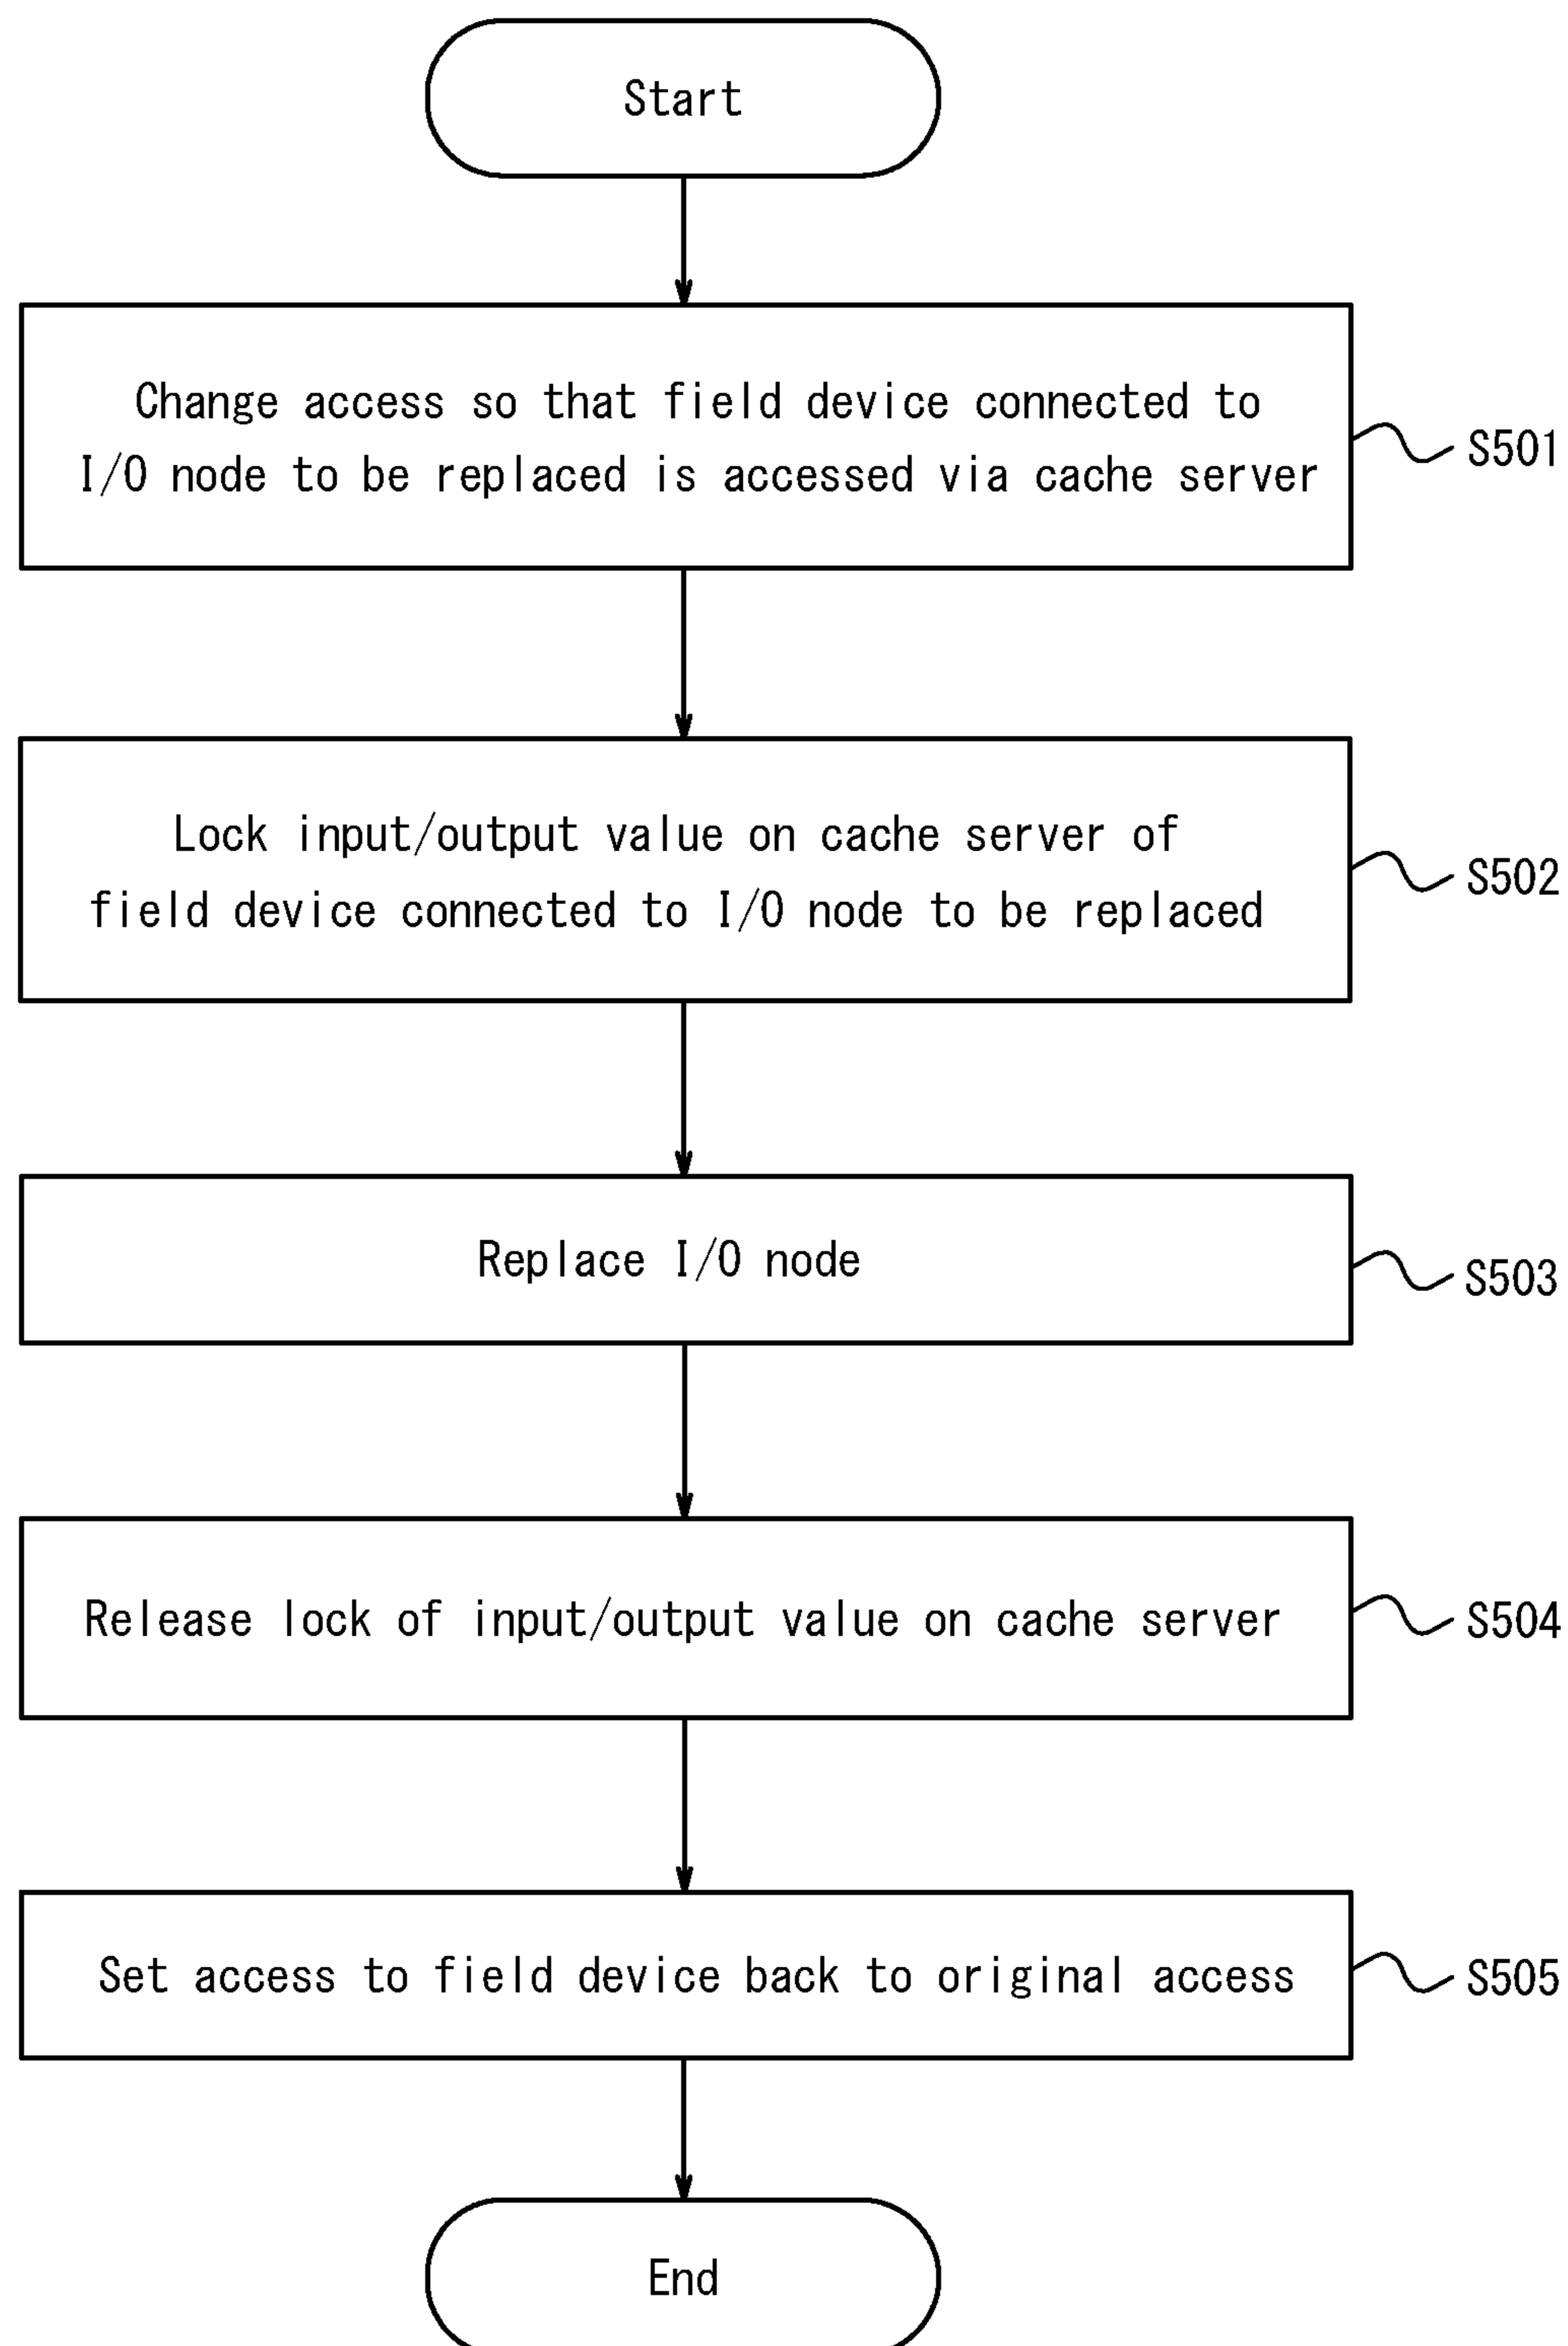 Start
Change access so that field device connected to
I/O node to be replaced is accessed via cache server
S501
Lock input/output value on cache server of
field device connected to I/O node to be replaced
S502
Replace I/O node
S503
Release lock of input/output value on cache server
S504
Set access to field device back to original access
S505
End